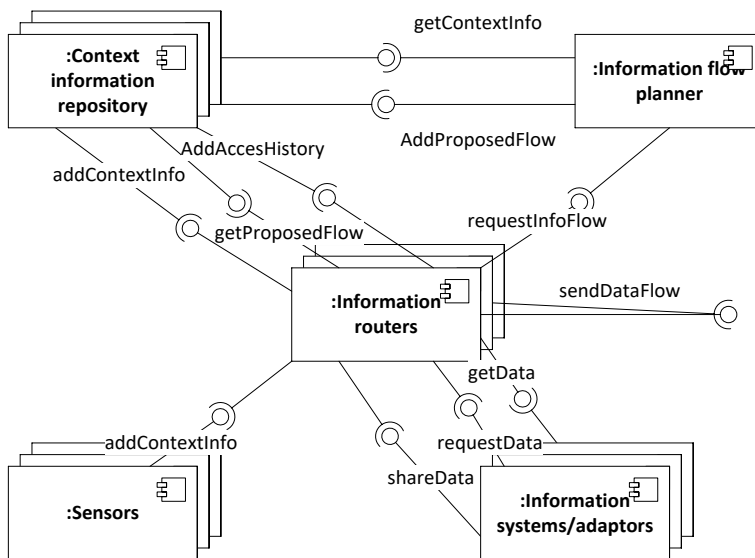 getContextInfo
:Context
information
repository
:Information flow
planner
AddProposedFlow
AddAccesHistory
addContextInfo
requestInfoFlow
getProposedFlow
sendDataFlow
:Information
routers
getData
addContextInfo
requestData
shareData
:Sensors
:Information
systems/adaptors